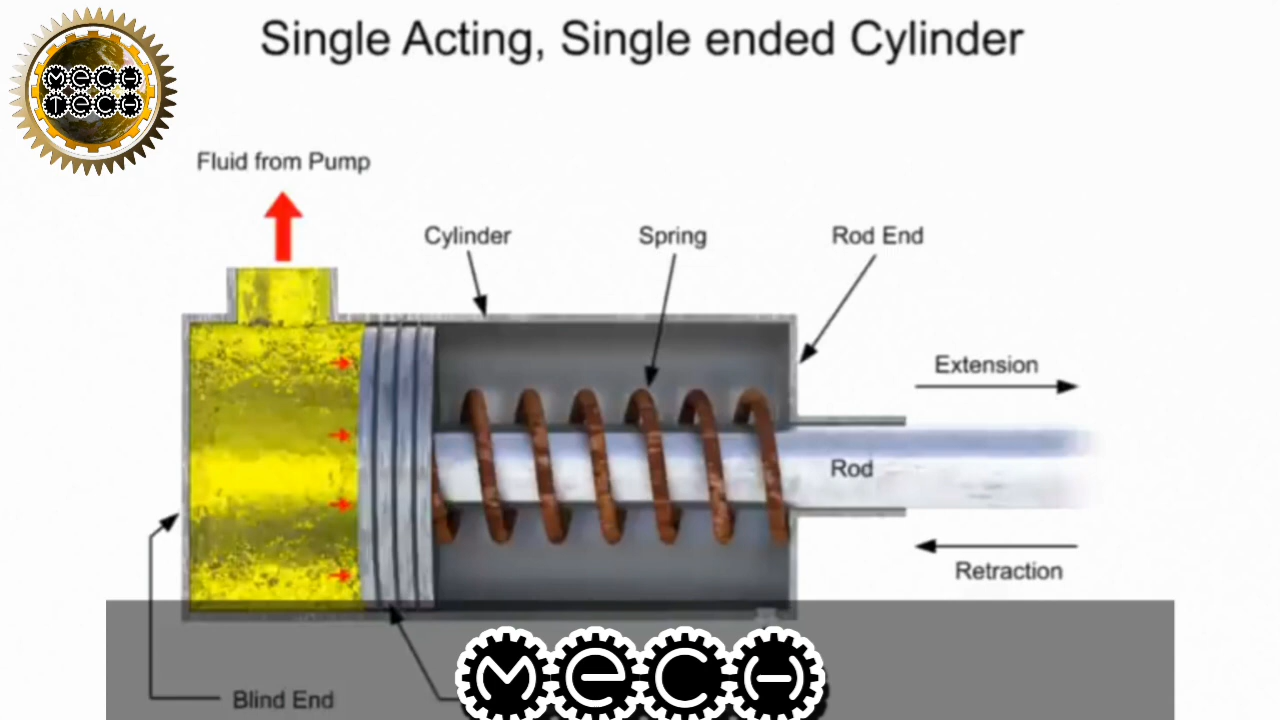 Single Acting, Single ended Cylinder
MECH
TECH
Fluid from Pump
Cylinder
Spring
Rod End
Extension
Rod
Retraction
Blind End
MECH